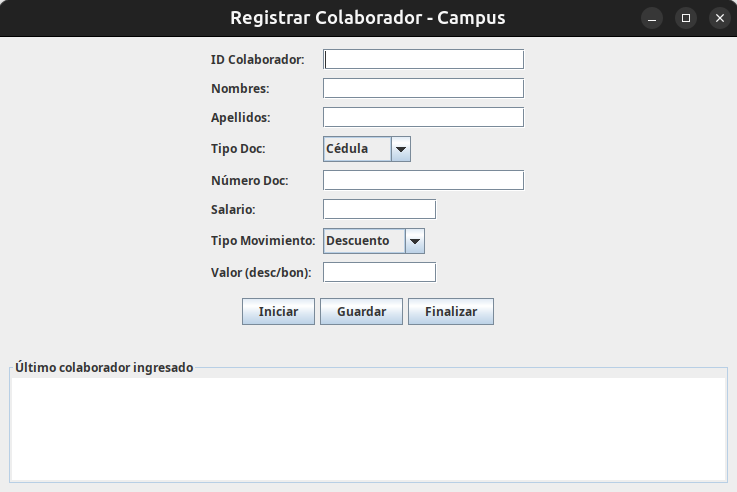 Registrar Colaborador - Campus
ID Colaborador:
Nombres:
Apellidos:
Tipo Doc: Cédula
Número Doc:
Salario:
Tipo Movimiento: Descuento
Valor (desc/bon):
Iniciar Guardar Finalizar
Último colaborador ingresado